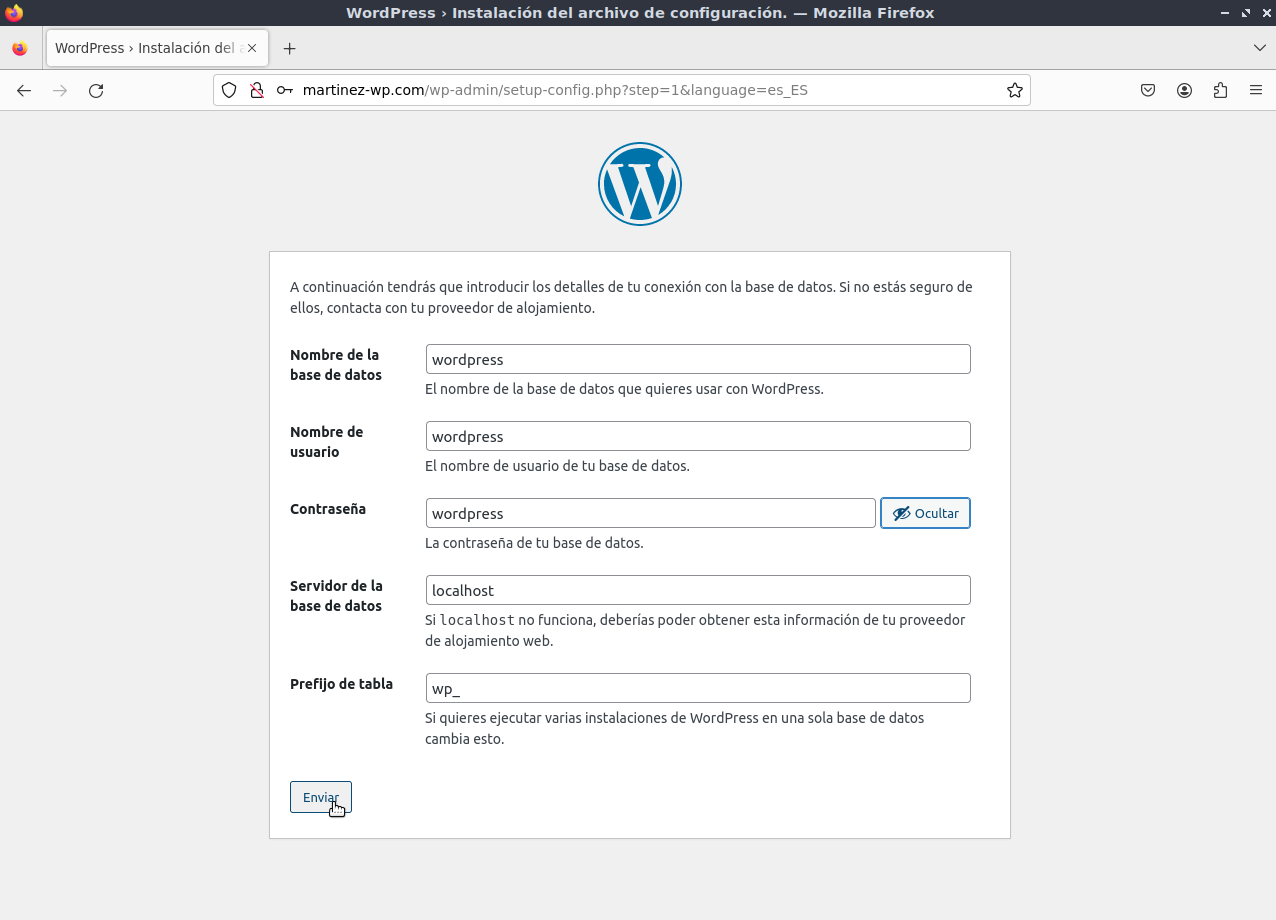 WordPress › Instalación del archivo de configuración. — Mozilla Firefox
WordPress › Instalación del a
martinez-wp.com/wp-admin/setup-config.php?step=1&language=es_ES
A continuación tendrás que introducir los detalles de tu conexión con la base de datos. Si no estás seguro de
ellos, contacta con tu proveedor de alojamiento.
Nombre de la
base de datos
wordpress
El nombre de la base de datos que quieres usar con WordPress.
Nombre de
usuario
wordpress
El nombre de usuario de tu base de datos.
Contraseña
wordpress
Ocultar
La contraseña de tu base de datos.
Servidor de la
base de datos
localhost
Si localhost no funciona, deberías poder obtener esta información de tu proveedor
de alojamiento web.
Prefijo de tabla
wp_
Si quieres ejecutar varias instalaciones de WordPress en una sola base de datos
cambia esto.
Enviar